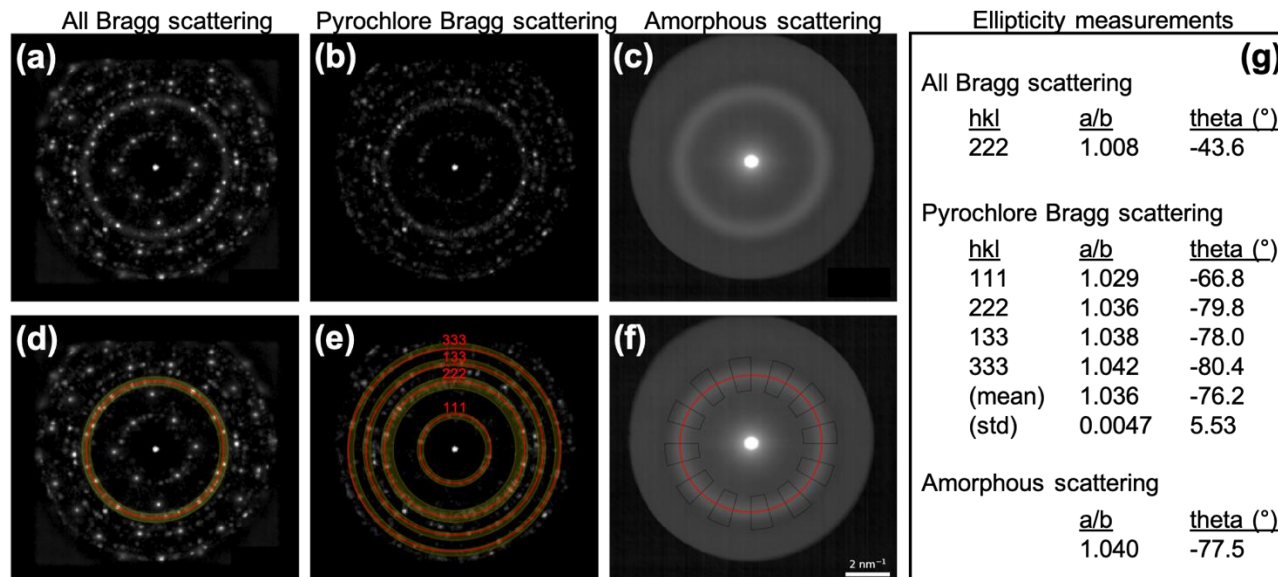 All Bragg scattering
Pyrochlore Bragg scattering
Amorphous scattering
Ellipticity measurements
(a)
(b)
(c)
(d)
(e)
333
133
222
111
(f)
2 nm⁻¹
(g)
All Bragg scattering
hkl a/b theta (°)
222 1.008 -43.6
Pyrochlore Bragg scattering
hkl a/b theta (°)
111 1.029 -66.8
222 1.036 -79.8
133 1.038 -78.0
333 1.042 -80.4
(mean) 1.036 -76.2
(std) 0.0047 5.53
Amorphous scattering
a/b theta (°)
1.040 -77.5